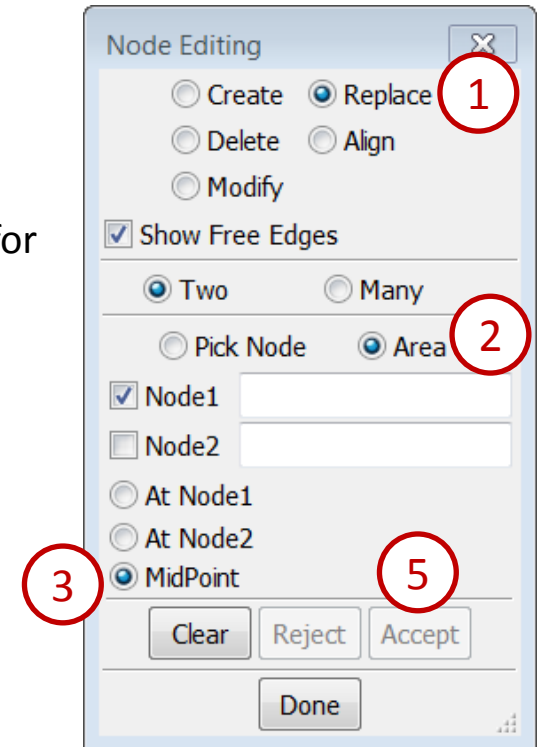 Node Editing
Create Replace 1
Delete Align
Modify
for
Show Free Edges
Two Many
Pick Node Area 2
Node1
Node2
At Node1
At Node2
3 MidPoint 5
Clear Reject Accept
Done